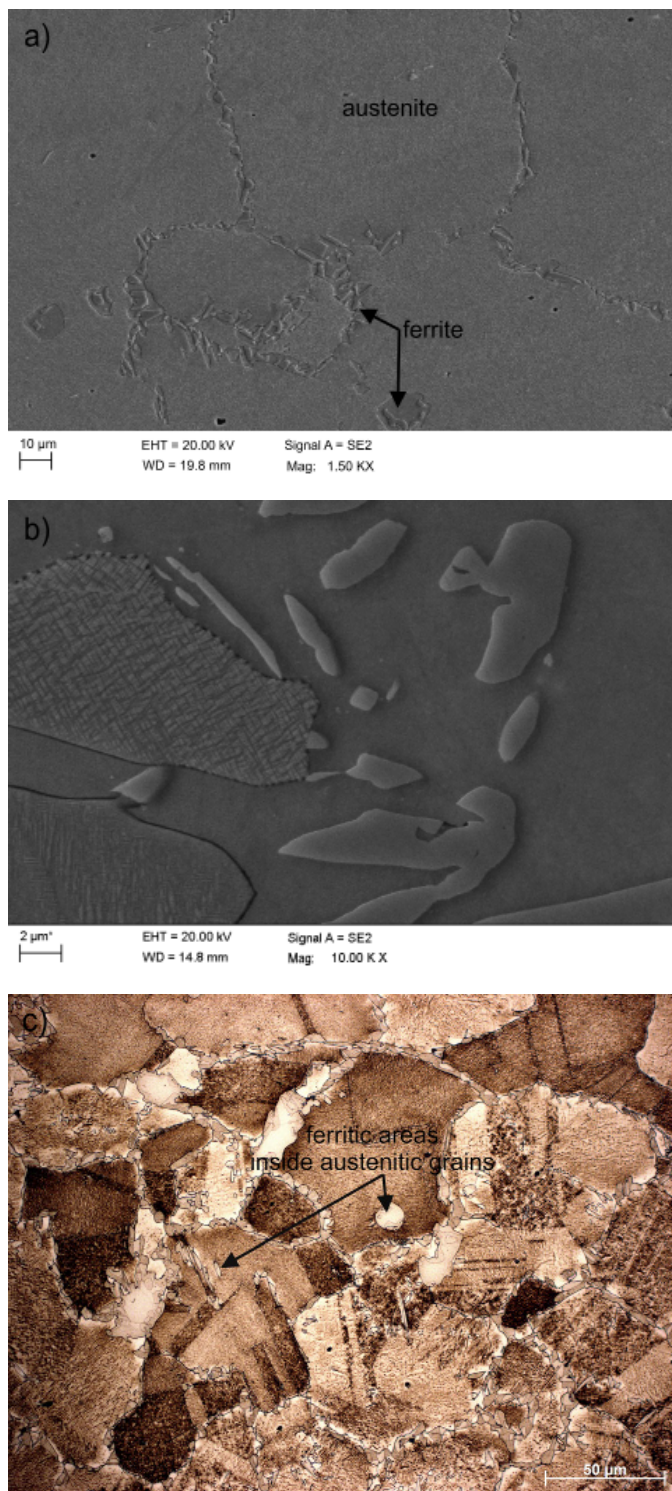 a)
austenite
ferrite
10 µm
EHT = 20.00 kV
Signal A = SE2
WD = 19.8 mm
Mag: 1.50 KX
b)
2 µm*
EHT = 20.00 kV
Signal A = SE2
WD = 14.8 mm
Mag: 10.00 K X
c)
ferritic areas
inside austenitic grains
50 µm